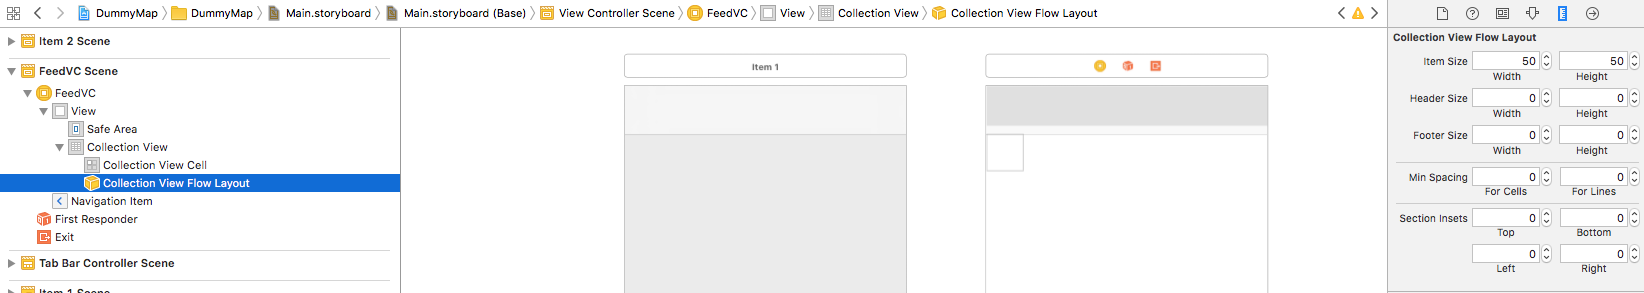 DummyMap DummyMap Main.storyboard Main.storyboard (Base) View Controller Scene FeedVC View Collection View Collection View Flow Layout
Item 2 Scene
FeedVC Scene
FeedVC
View
Safe Area
Collection View
Collection View Cell
Collection View Flow Layout
Navigation Item
First Responder
Exit
Tab Bar Controller Scene
Item 1 Scene
Item 1
Collection View Flow Layout
Item Size 50 50
Width Height
Header Size 0 0
Width Height
Footer Size 0 0
Width Height
Min Spacing 0 0
For Cells For Lines
Section Insets 0 0
Top Bottom
0 0
Left Right